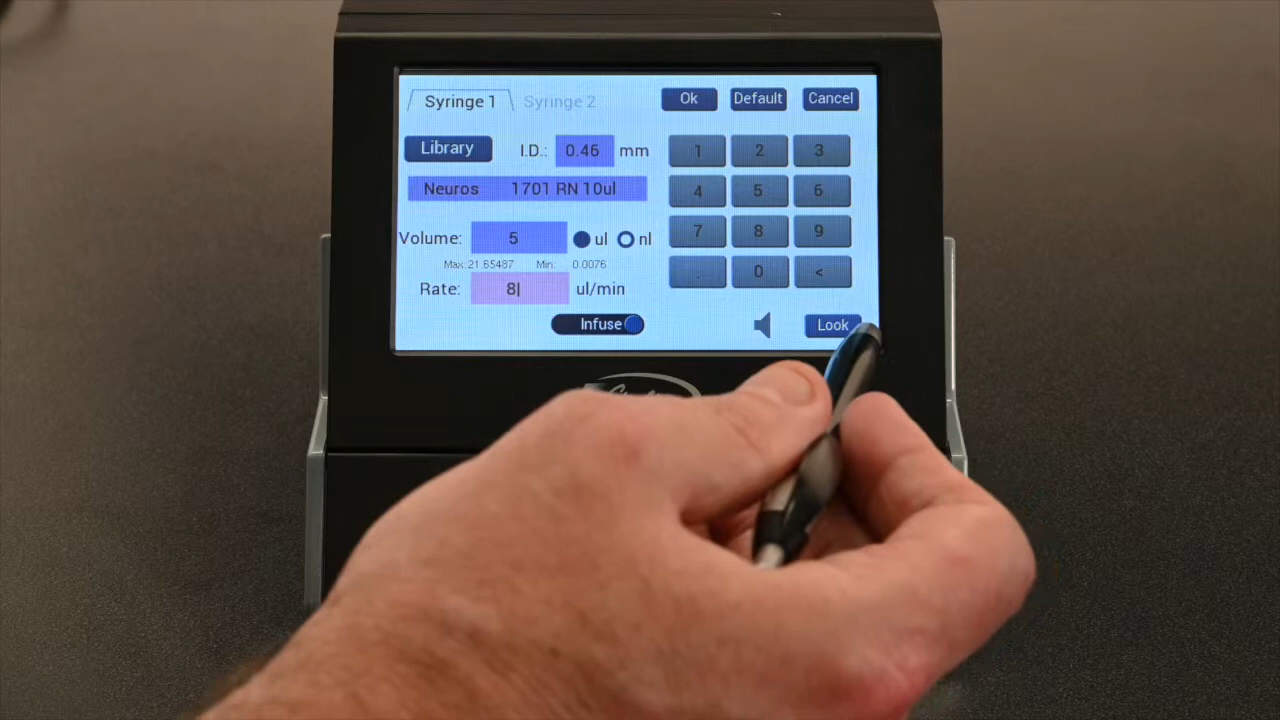 Syringe 1 Syringe 2 Ok Default Cancel
Library I.D.: 0.46 mm 1 2 3
Neuros 1701 RN 10ul 4 5 6
Volume: 5 ul nl 7 8 9
Max:21.65487 Min: 0.0076 . 0 <
Rate: 8| ul/min
Infuse Look